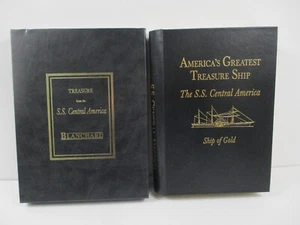 TREASURE
from the
S.S. Central America
BLANCHARD
AMERICA'S GREATEST
TREASURE SHIP
The S.S. Central America
Ship of Gold